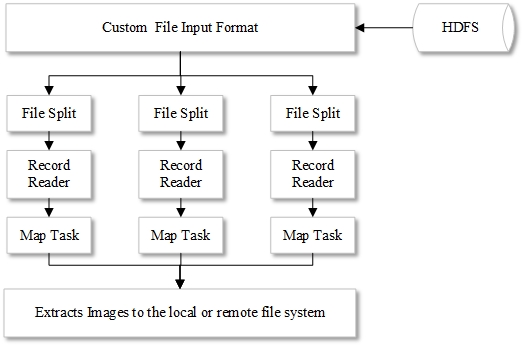 Custom File Input Format
HDFS
File Split
File Split
File Split
Record
Reader
Record
Reader
Record
Reader
Map Task
Map Task
Map Task
Extracts Images to the local or remote file system